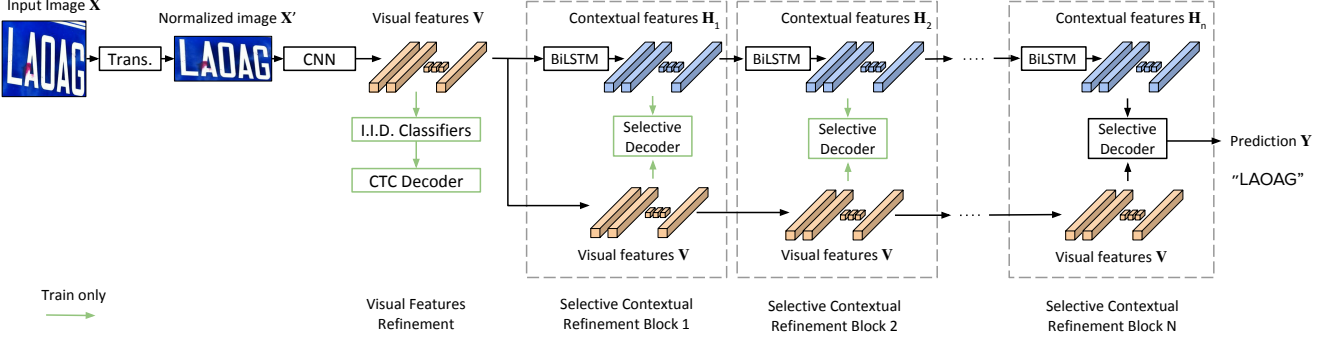 Input Image X
LAOAG
Trans.
Normalized image X'
LAOAG
CNN
Visual features V
I.I.D. Classifiers
CTC Decoder
Contextual features H1
BiLSTM
Selective
Decoder
Visual features V
Contextual features H2
BiLSTM
Selective
Decoder
Visual features V
....
....
Contextual features Hn
BiLSTM
Selective
Decoder
Visual features V
Prediction Y
"LAOAG"
Train only
Visual Features
Refinement
Selective Contextual
Refinement Block 1
Selective Contextual
Refinement Block 2
Selective Contextual
Refinement Block N